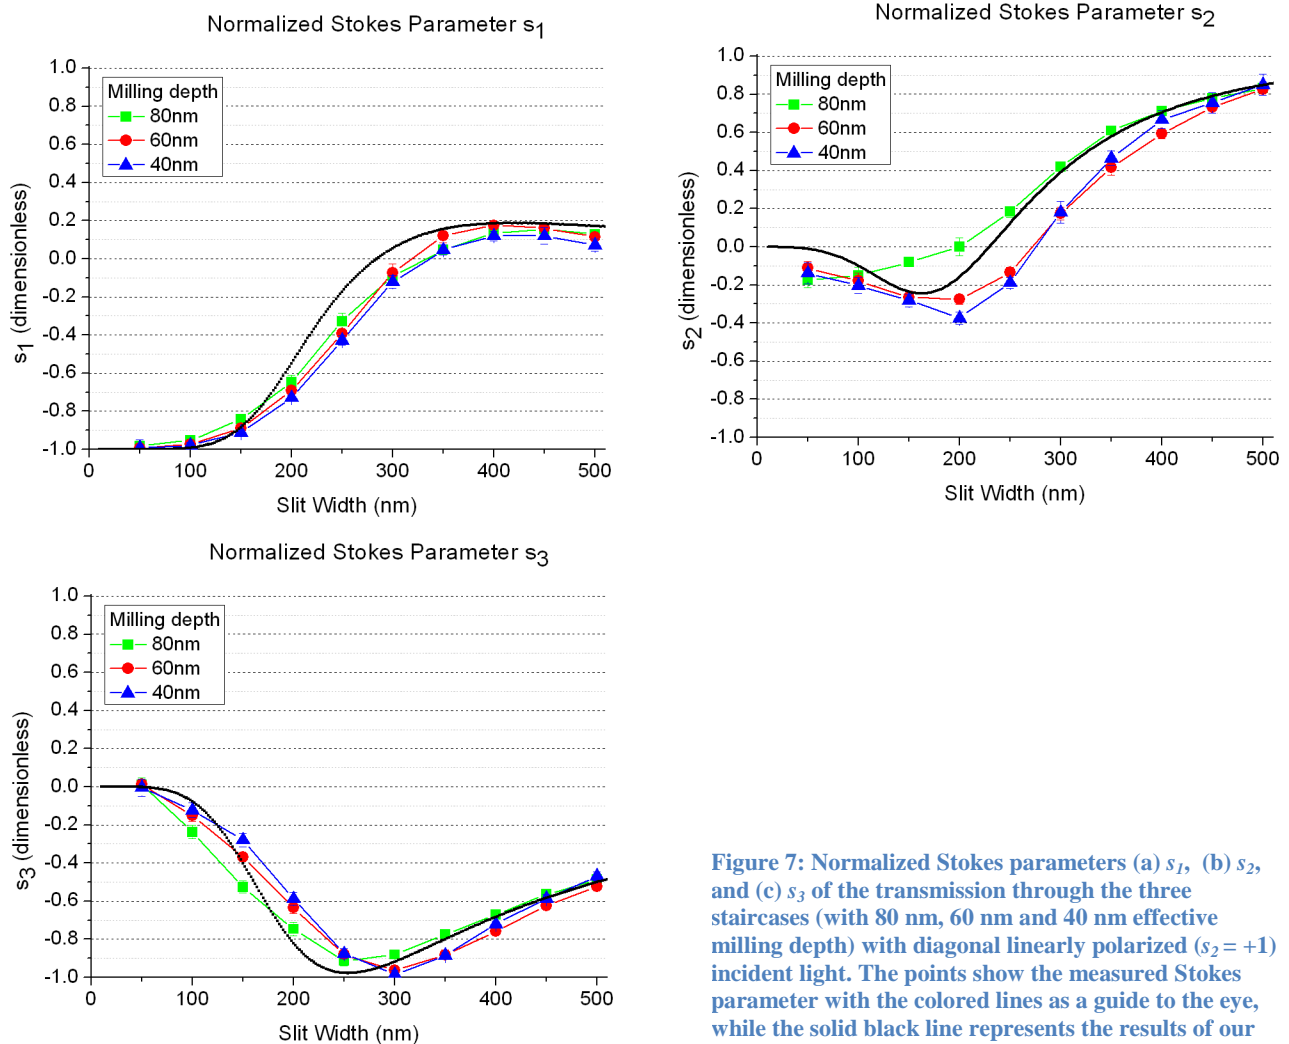 Normalized Stokes Parameter s1
1.0
0.8
0.6
0.4
0.2
0.0
-0.2
-0.4
-0.6
-0.8
-1.0
s1 (dimensionless)
Milling depth
80nm
60nm
40nm
0 100 200 300 400 500
Slit Width (nm)
Normalized Stokes Parameter s2
1.0
0.8
0.6
0.4
0.2
0.0
-0.2
-0.4
-0.6
-0.8
-1.0
s2 (dimensionless)
Milling depth
80nm
60nm
40nm
0 100 200 300 400 500
Slit Width (nm)
Normalized Stokes Parameter s3
1.0
0.8
0.6
0.4
0.2
0.0
-0.2
-0.4
-0.6
-0.8
-1.0
s3 (dimensionless)
Milling depth
80nm
60nm
40nm
0 100 200 300 400 500
Slit Width (nm)
Figure 7: Normalized Stokes parameters (a) s1, (b) s2,
and (c) s3 of the transmission through the three
staircases (with 80 nm, 60 nm and 40 nm effective
milling depth) with diagonal linearly polarized (s2 = +1)
incident light. The points show the measured Stokes
parameter with the colored lines as a guide to the eye,
while the solid black line represents the results of our